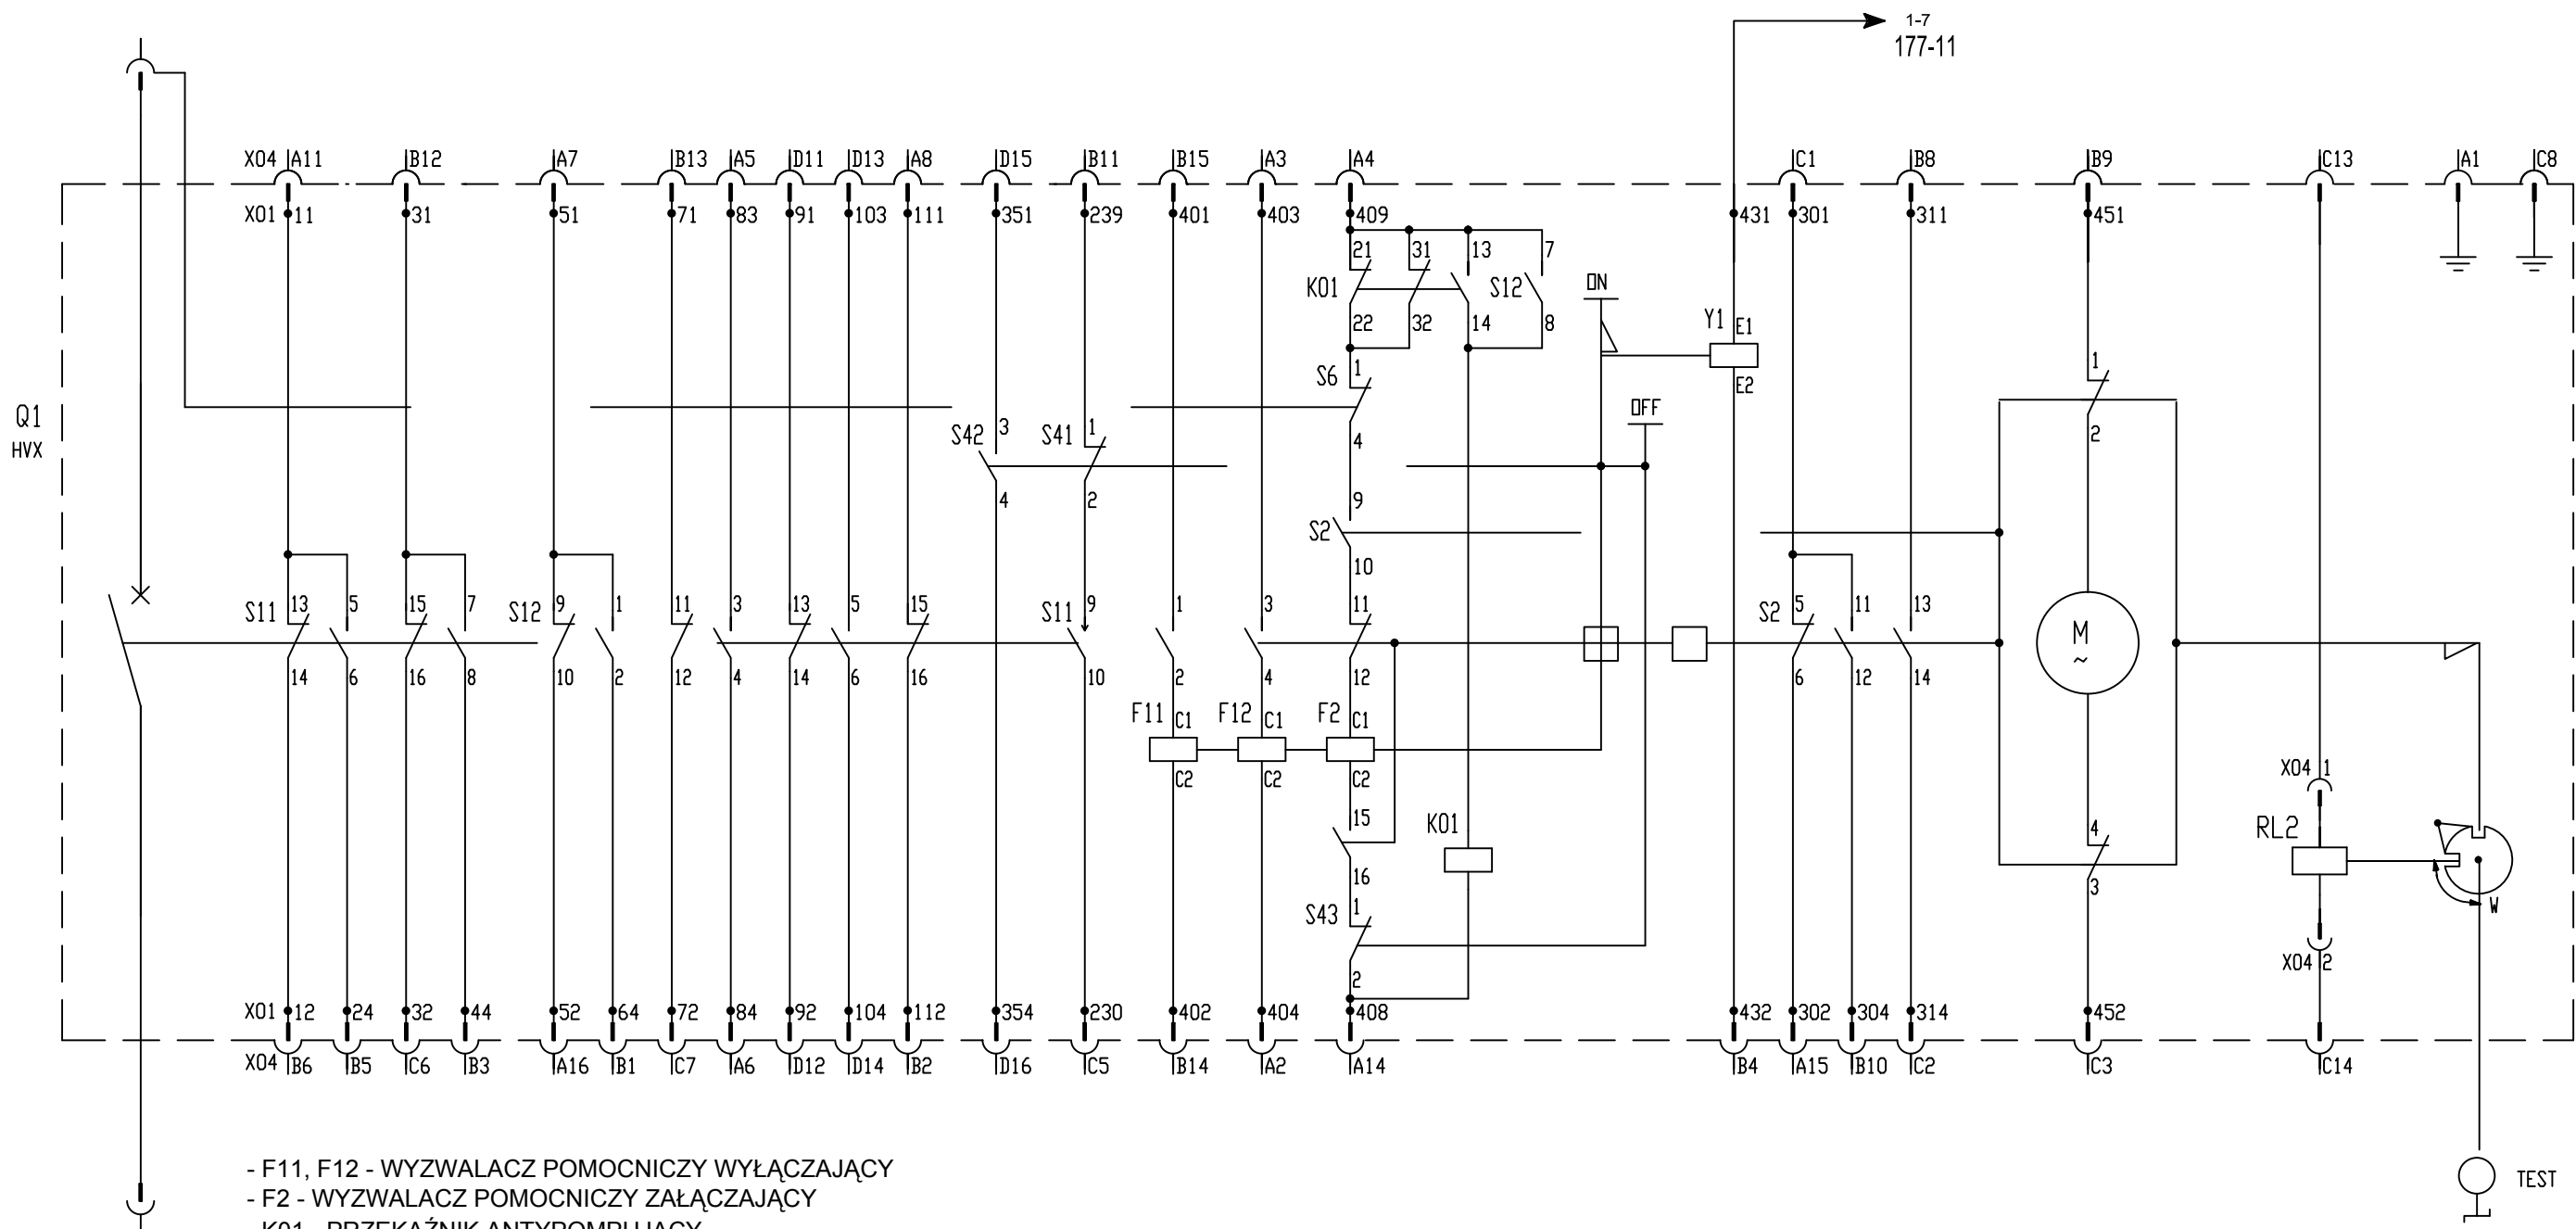 1-7
177-11
X04 A11 B12 A7 B13 A5 D11 D13 A8 D15 B11 B15 A3 A4 C1 B8 B9 C13 A1 C8
X01 11 31 51 71 83 91 103 111 351 239 401 403 409 431 301 311 451
21 31 13 7
K01 S12 ON
22 32 14 8 Y1 E1
S6 1 E2 1
Q1 OFF
HVX S42 3 S41 1 4 2
4 2 9
S2
10
S11 13 5 15 7 S12 9 1 11 3 13 5 15 S11 9 1 3 11 S2 5 11 13 M
~
14 6 16 8 10 2 12 4 14 6 16 10 2 4 12 6 12 14
F11 C1 F12 C1 F2 C1
C2 C2 C2 X04 1
15 K01 4 RL2
16 3
S43 1 W
2 X04 2
X01 12 24 32 44 52 64 72 84 92 104 112 354 230 402 404 408 432 302 304 314 452
X04 B6 B5 C6 B3 A16 B1 C7 A6 D12 D14 B2 D16 C5 B14 A2 A14 B4 A15 B10 C2 C3 C14
- F11, F12 - WYZWALACZ POMOCNICZY WYŁĄCZAJĄCY
TEST
- F2 - WYZWALACZ POMOCNICZY ZAŁĄCZAJĄCY
- K01 - PRZEKAŹNIK ANTYPOMPUJĄCY